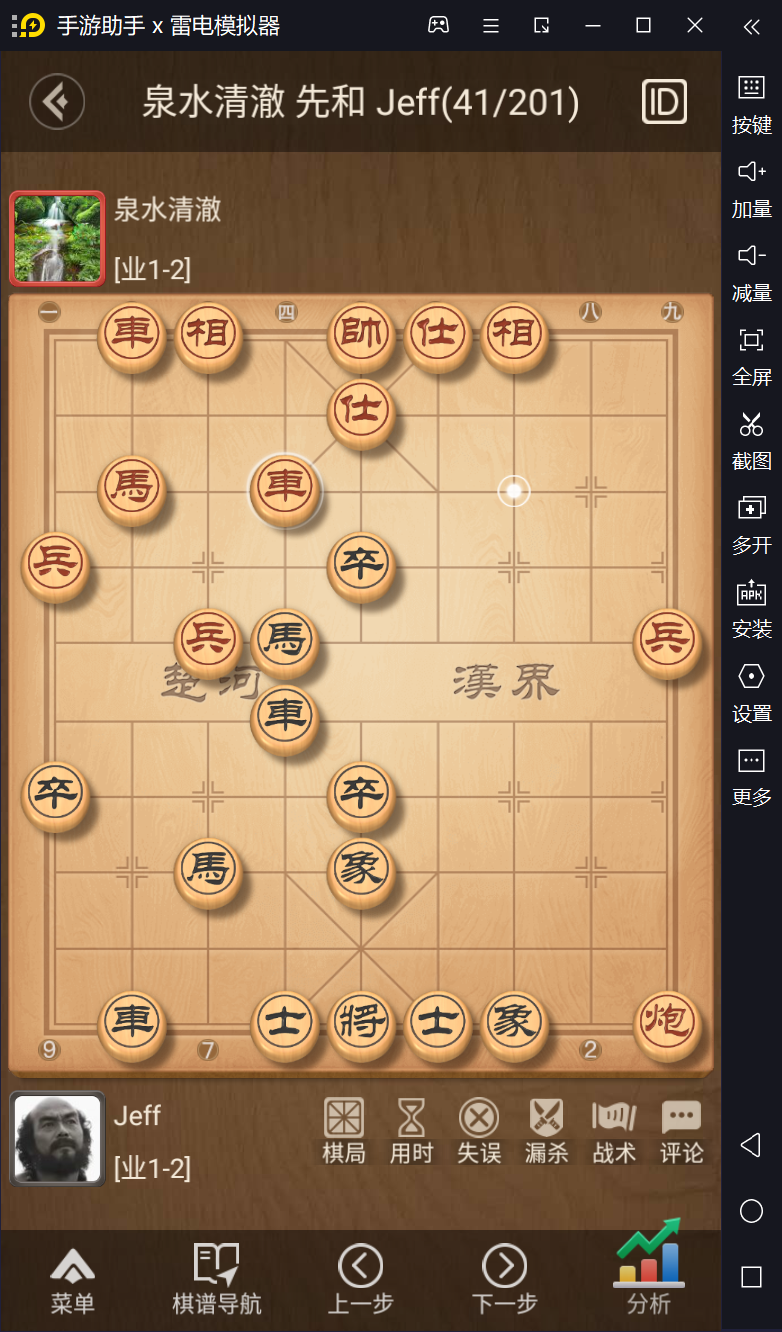 手游助手 x 雷电模拟器
按键
加量
减量
全屏
截图
多开
APK
安装
设置
更多
泉水清澈 先和 Jeff(41/201)
ID
泉水清澈
[业1-2]
一 四 八 九
車 相 帥 仕 相
仕
馬 車
兵 卒
兵 馬 兵
楚河 漢界
車
卒 卒
馬 象
車 士 將 士 象 炮
9 7 2
Jeff
[业1-2]
棋局 用时 失误 漏杀 战术 评论
菜单 棋谱导航 上一步 下一步 分析